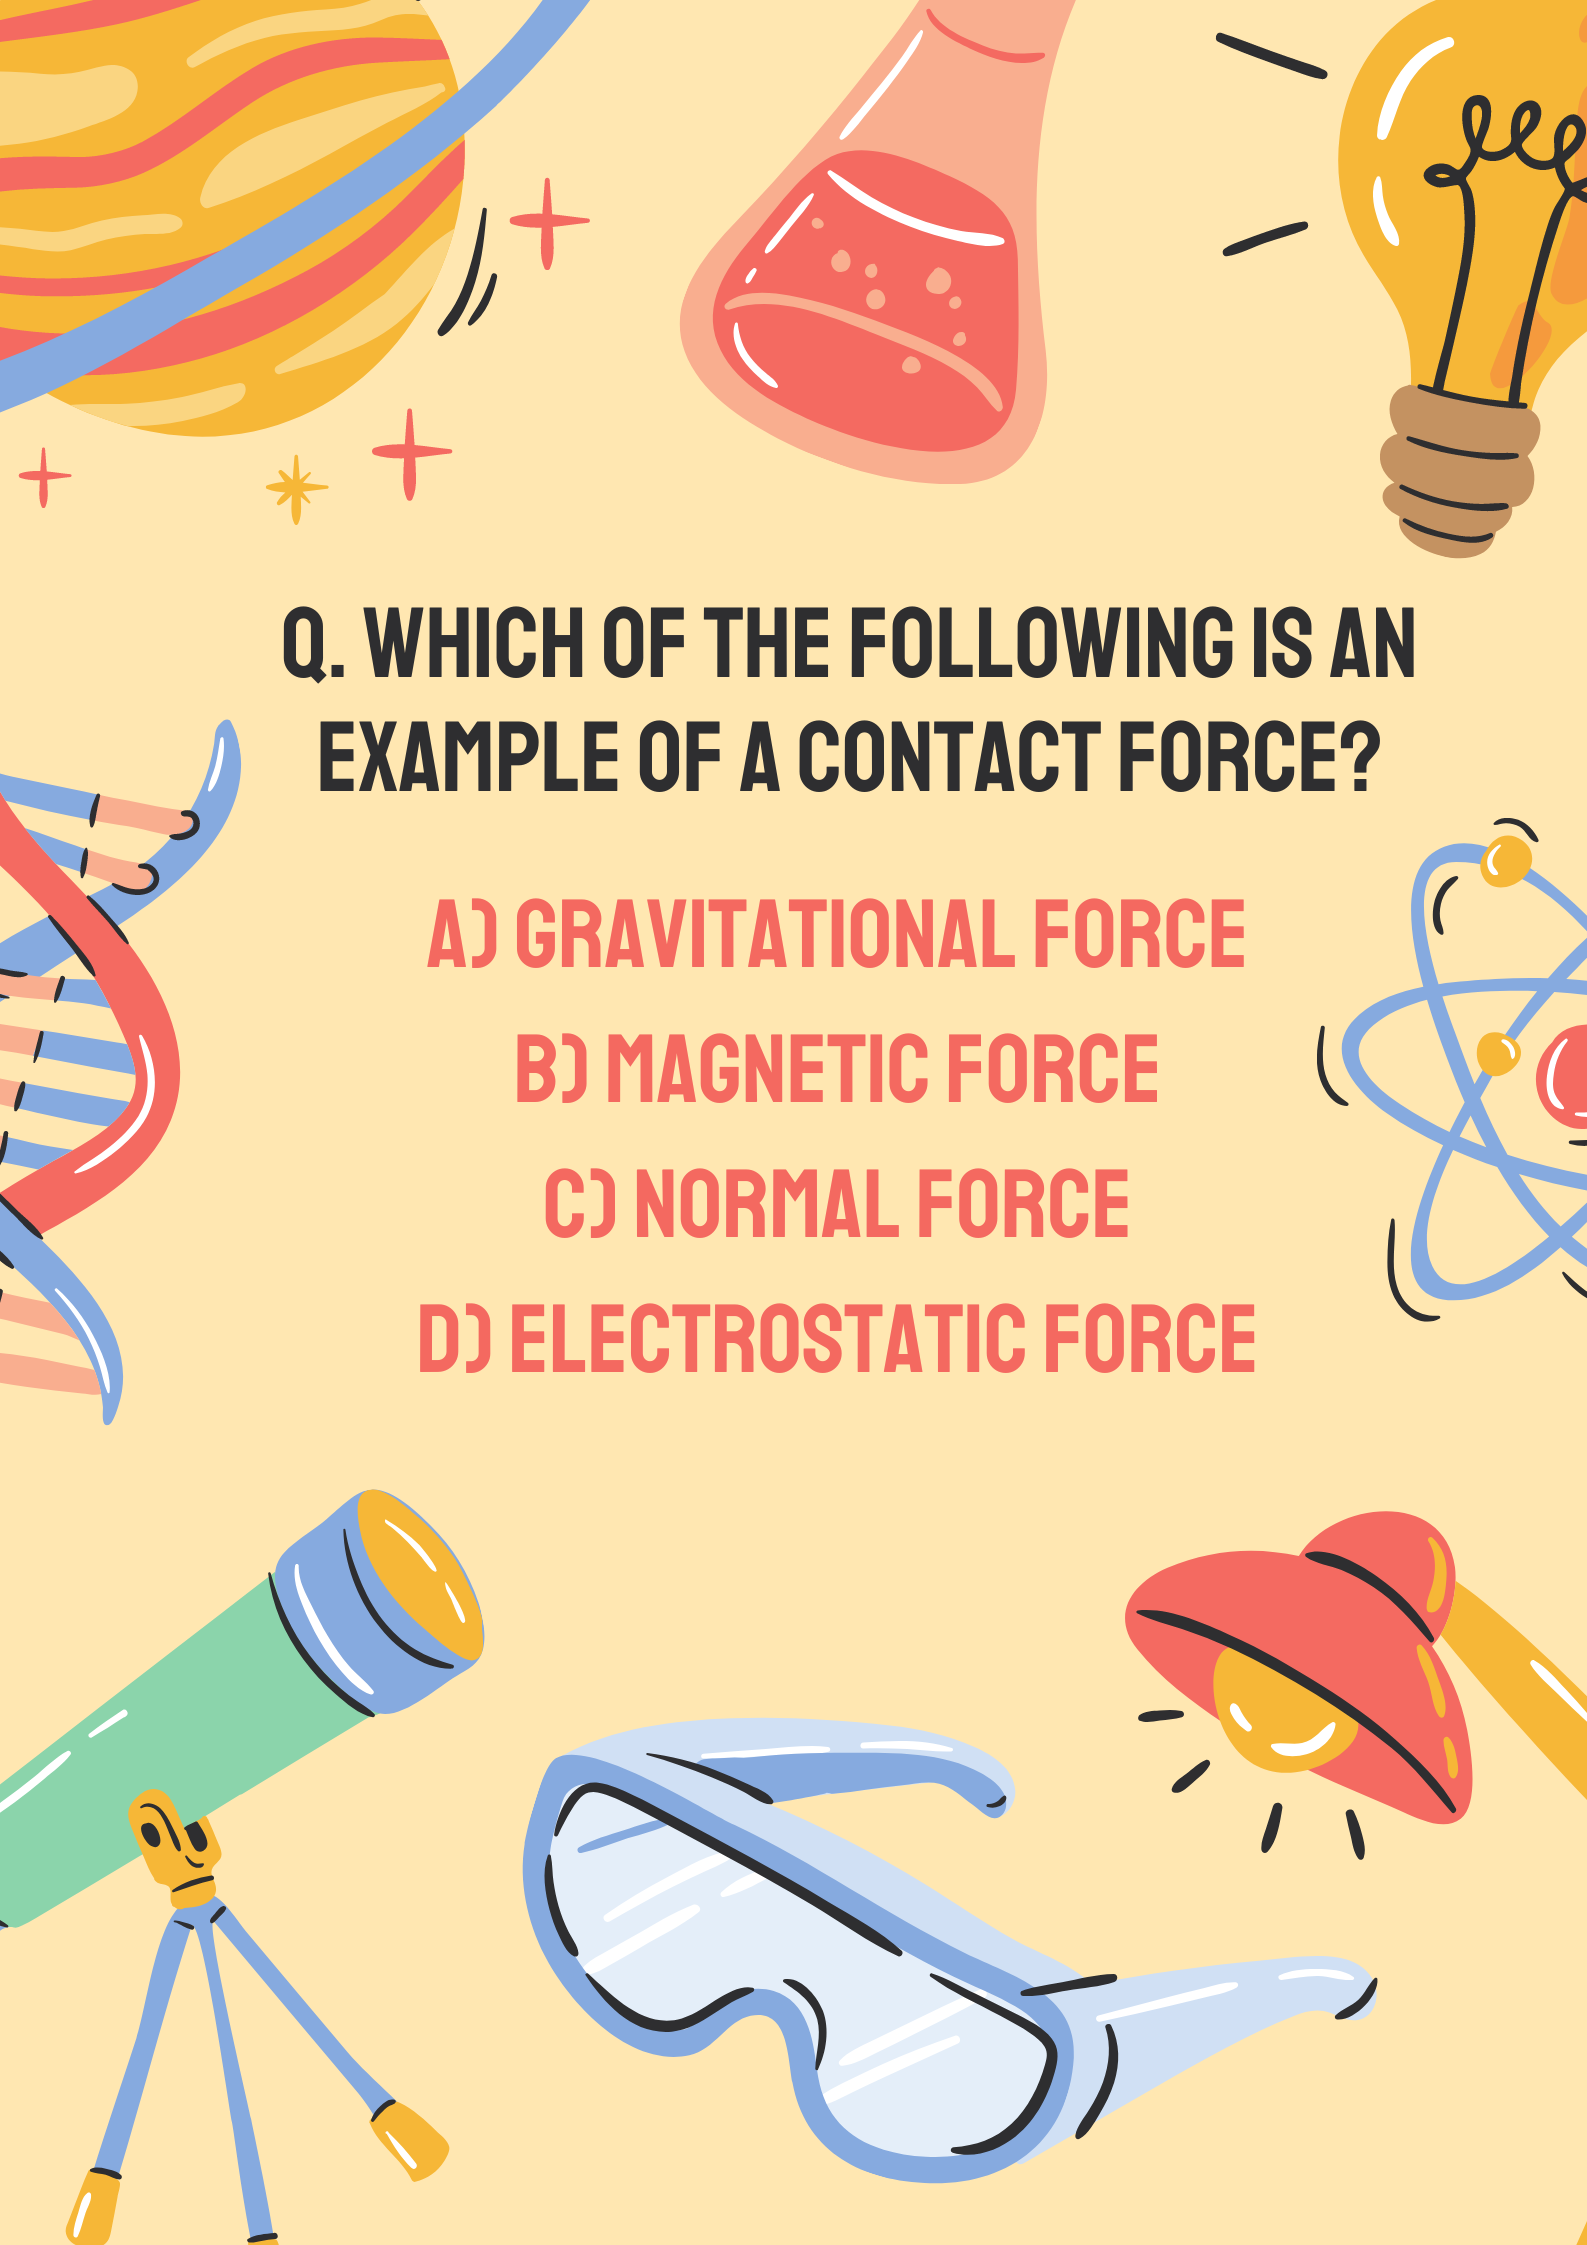 Q. WHICH OF THE FOLLOWING IS AN
EXAMPLE OF A CONTACT FORCE?
A) GRAVITATIONAL FORCE
B) MAGNETIC FORCE
C) NORMAL FORCE
D) ELECTROSTATIC FORCE